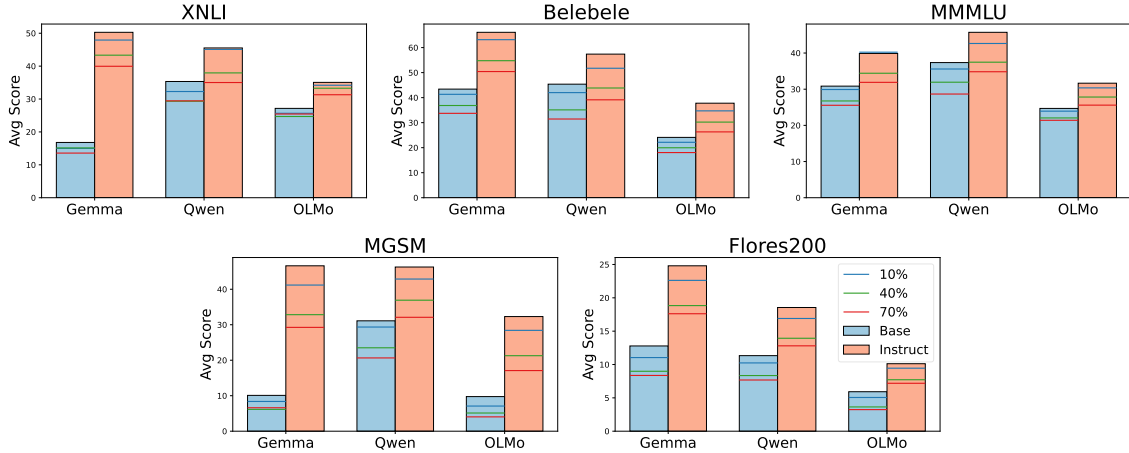 XNLI
Avg Score
50
40
30
20
10
0
Gemma
Qwen
OLMo
Belebele
Avg Score
70
60
50
40
30
20
10
0
Gemma
Qwen
OLMo
MMMLU
Avg Score
40
30
20
10
0
Gemma
Qwen
OLMo
MGSM
Avg Score
40
30
20
10
0
Gemma
Qwen
OLMo
Flores200
Avg Score
25
20
15
10
5
0
Gemma
Qwen
OLMo
10%
40%
70%
Base
Instruct